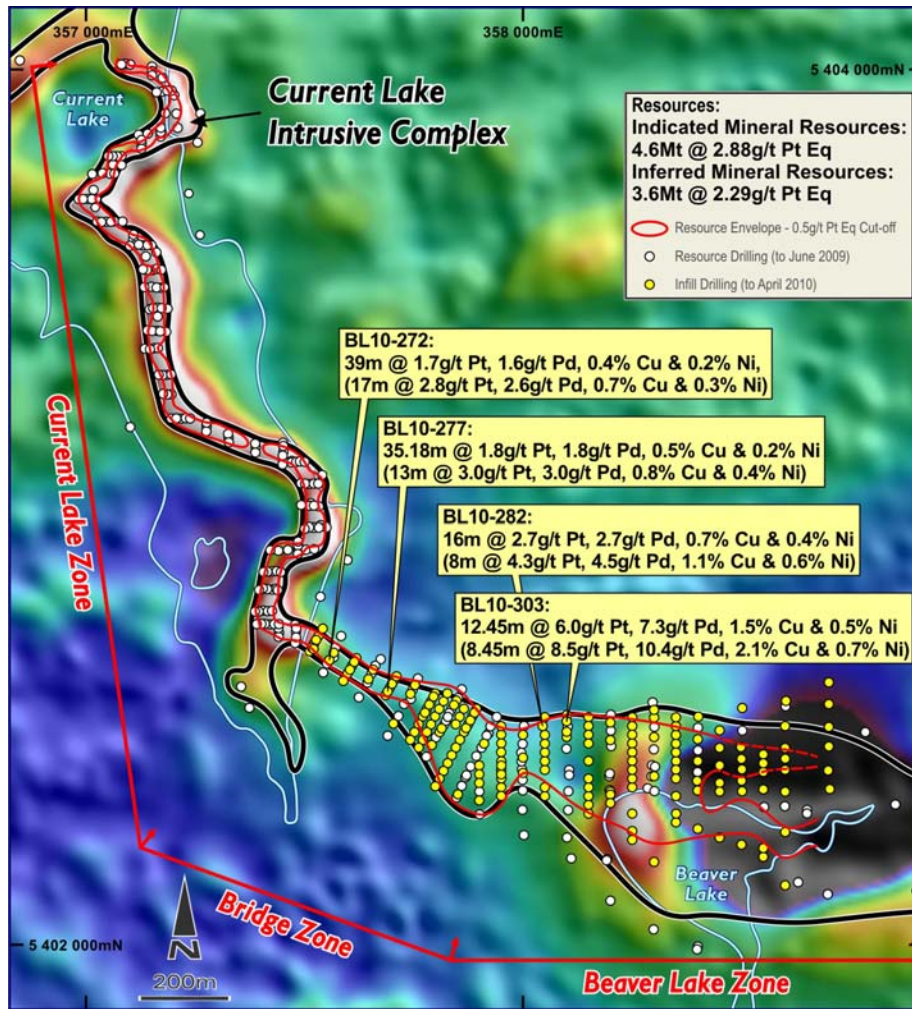 357 000mE
358 000mE
5 404 000mN
Current
Lake
Current Lake
Intrusive Complex
Resources:
Indicated Mineral Resources:
4.6Mt @ 2.88g/t Pt Eq
Inferred Mineral Resources:
3.6Mt @ 2.29g/t Pt Eq
Resource Envelope - 0.5g/t Pt Eq Cut-off
Resource Drilling (to June 2009)
Infill Drilling (to April 2010)
BL10-272:
39m @ 1.7g/t Pt, 1.6g/t Pd, 0.4% Cu & 0.2% Ni,
(17m @ 2.8g/t Pt, 2.6g/t Pd, 0.7% Cu & 0.3% Ni)
BL10-277:
35.18m @ 1.8g/t Pt, 1.8g/t Pd, 0.5% Cu & 0.2% Ni
(13m @ 3.0g/t Pt, 3.0g/t Pd, 0.8% Cu & 0.4% Ni)
BL10-282:
16m @ 2.7g/t Pt, 2.7g/t Pd, 0.7% Cu & 0.4% Ni
(8m @ 4.3g/t Pt, 4.5g/t Pd, 1.1% Cu & 0.6% Ni)
BL10-303:
12.45m @ 6.0g/t Pt, 7.3g/t Pd, 1.5% Cu & 0.5% Ni
(8.45m @ 8.5g/t Pt, 10.4g/t Pd, 2.1% Cu & 0.7% Ni)
Current Lake Zone
Beaver
Lake
Bridge Zone
5 402 000mN
N
200m
Beaver Lake Zone